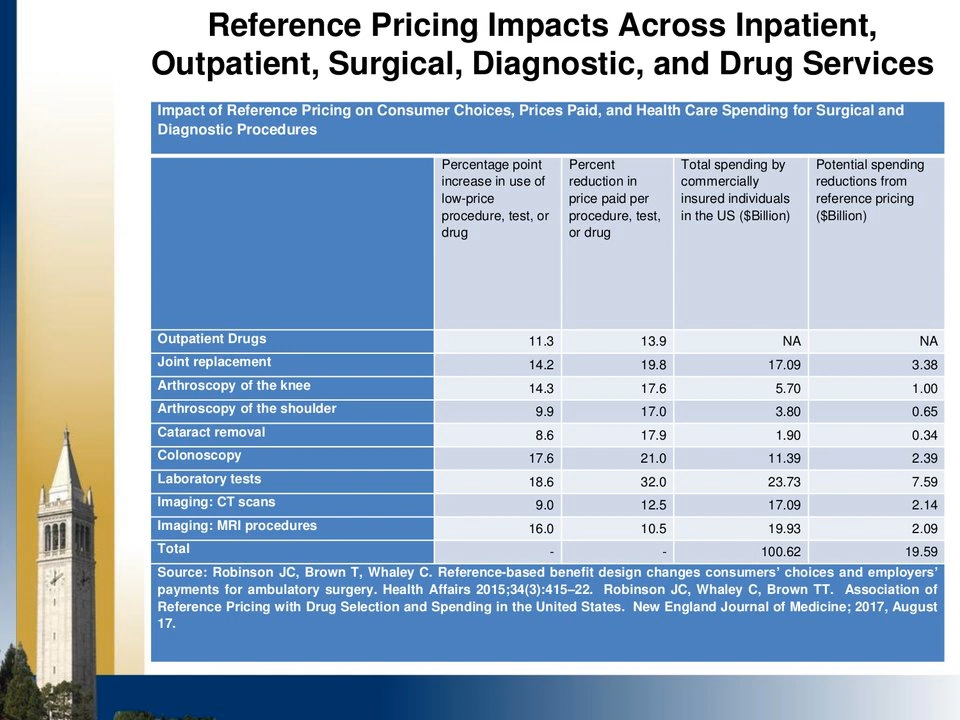 Reference Pricing Impacts Across Inpatient,
Outpatient, Surgical, Diagnostic, and Drug Services
Impact of Reference Pricing on Consumer Choices, Prices Paid, and Health Care Spending for Surgical and
Diagnostic Procedures
Percentage point
increase in use of
low-price
procedure, test, or
drug
Percent
reduction in
price paid per
procedure, test,
or drug
Total spending by
commercially
insured individuals
in the US ($Billion)
Potential spending
reductions from
reference pricing
($Billion)
Outpatient Drugs 11.3 13.9 NA NA
Joint replacement 14.2 19.8 17.09 3.38
Arthroscopy of the knee 14.3 17.6 5.70 1.00
Arthroscopy of the shoulder 9.9 17.0 3.80 0.65
Cataract removal 8.6 17.9 1.90 0.34
Colonoscopy 17.6 21.0 11.39 2.39
Laboratory tests 18.6 32.0 23.73 7.59
Imaging: CT scans 9.0 12.5 17.09 2.14
Imaging: MRI procedures 16.0 10.5 19.93 2.09
Total - - 100.62 19.59
Source: Robinson JC, Brown T, Whaley C. Reference-based benefit design changes consumers’ choices and employers’
payments for ambulatory surgery. Health Affairs 2015;34(3):415–22. Robinson JC, Whaley C, Brown TT. Association of
Reference Pricing with Drug Selection and Spending in the United States. New England Journal of Medicine; 2017, August
17.